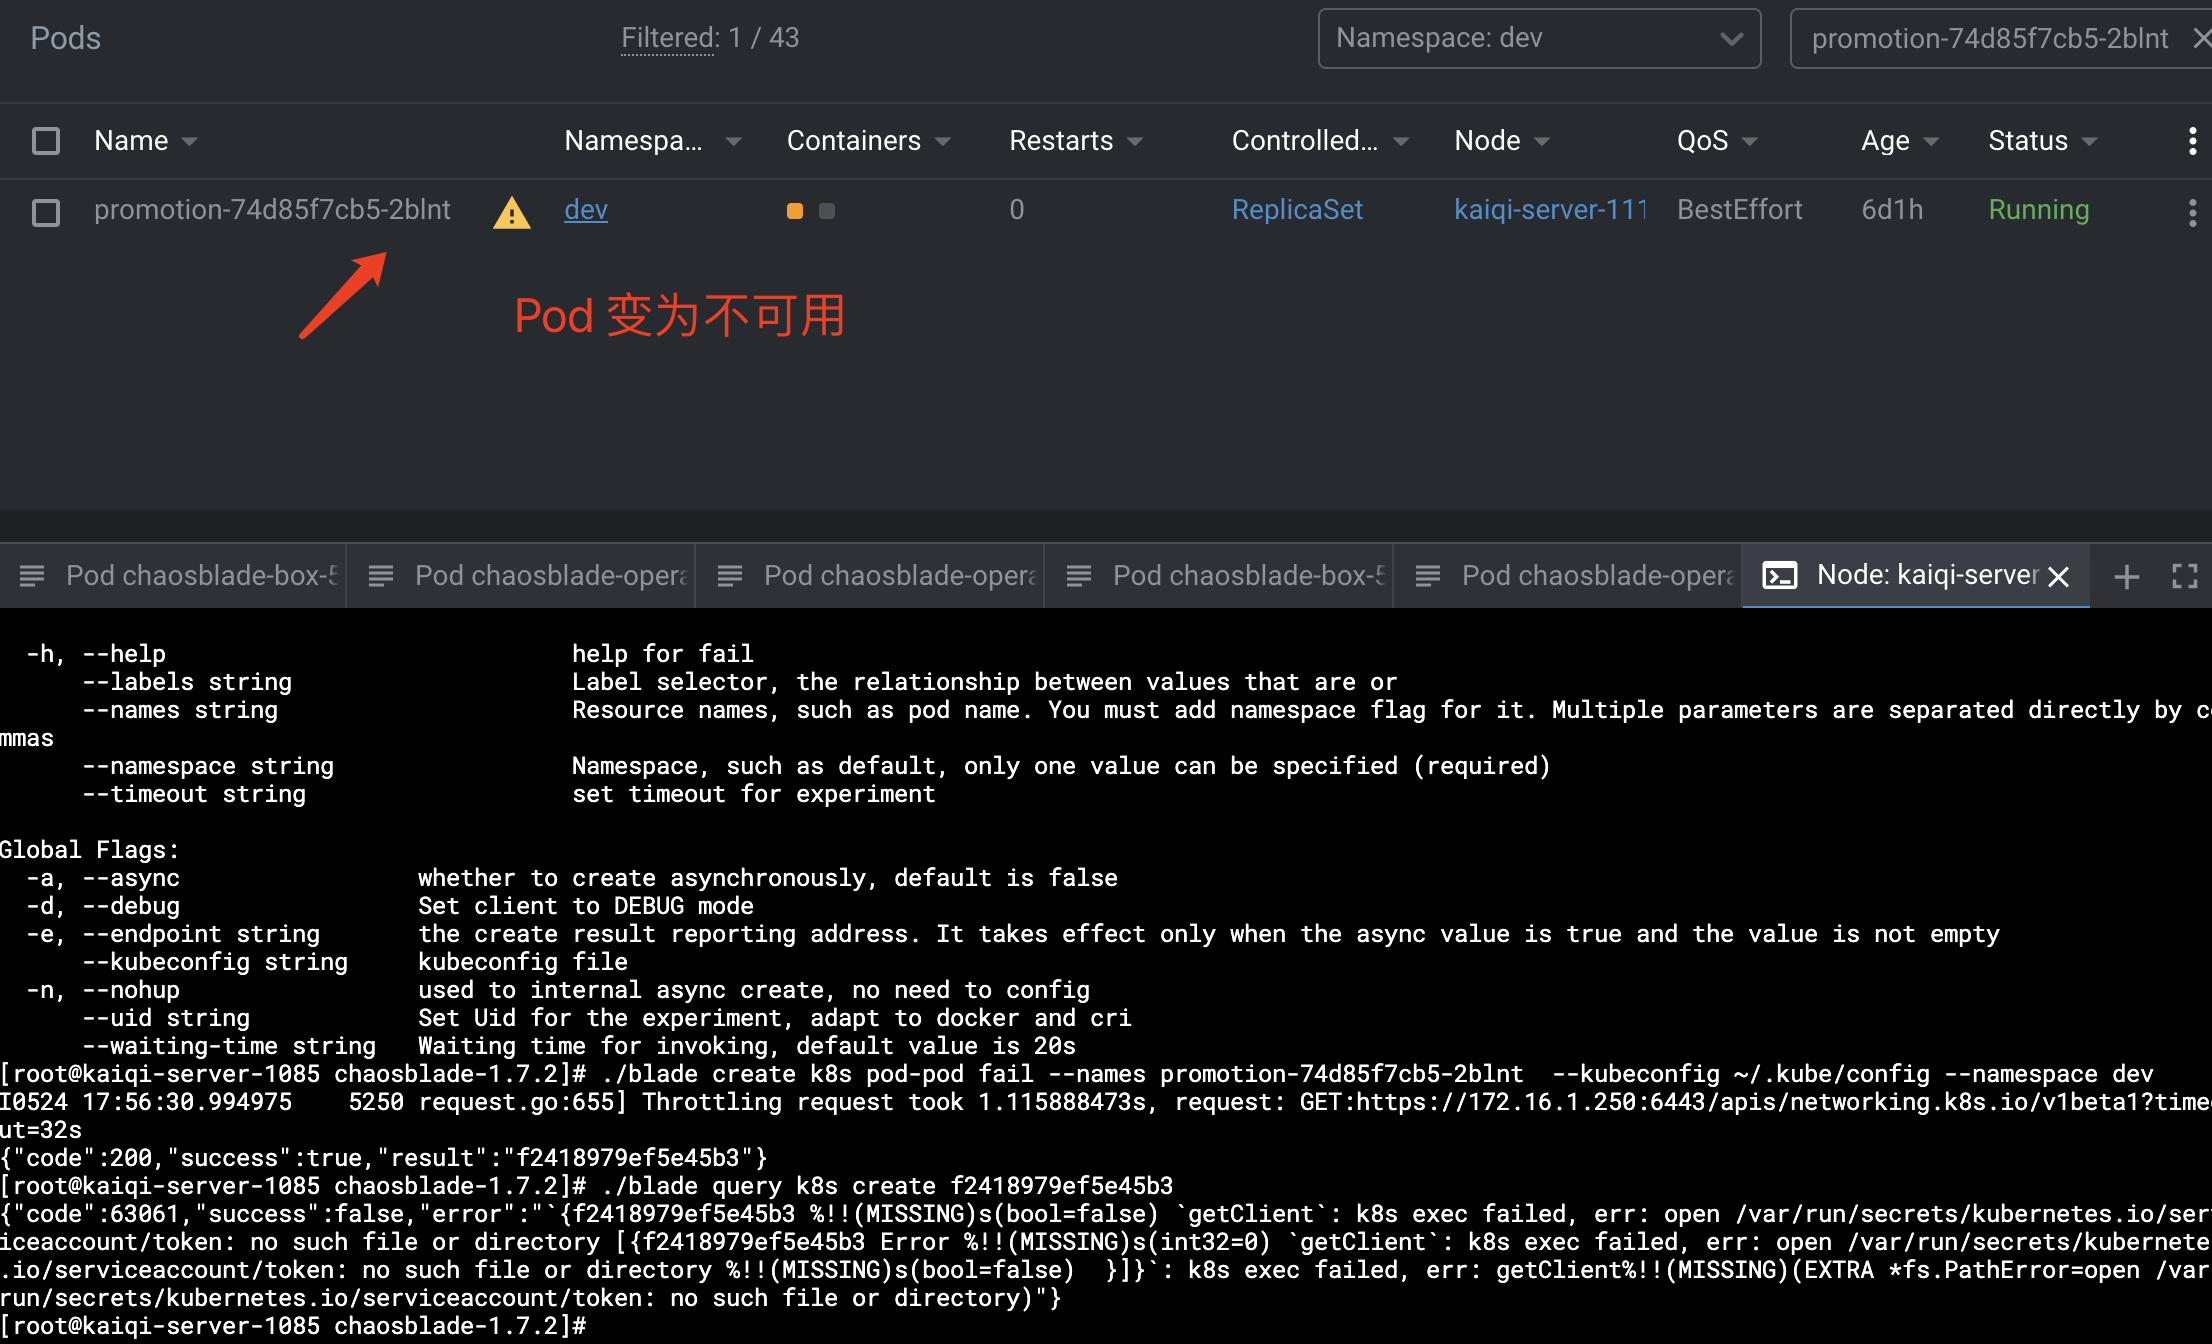 Pods
Filtered: 1 / 43
Namespace: dev
promotion-74d85f7cb5-2blnt
Name Namespa... Containers Restarts Controlled... Node QoS Age Status
promotion-74d85f7cb5-2blnt dev 0 ReplicaSet kaiqi-server-111 BestEffort 6d1h Running
Pod 变为不可用
Pod chaosblade-box-5 Pod chaosblade-opera Pod chaosblade-opera Pod chaosblade-box-5 Pod chaosblade-opera Node: kaiqi-server
-h, --help help for fail
--labels string Label selector, the relationship between values that are or
--names string Resource names, such as pod name. You must add namespace flag for it. Multiple parameters are separated directly by co
mmas
--namespace string Namespace, such as default, only one value can be specified (required)
--timeout string set timeout for experiment
Global Flags:
-a, --async whether to create asynchronously, default is false
-d, --debug Set client to DEBUG mode
-e, --endpoint string the create result reporting address. It takes effect only when the async value is true and the value is not empty
--kubeconfig string kubeconfig file
-n, --nohup used to internal async create, no need to config
--uid string Set Uid for the experiment, adapt to docker and cri
--waiting-time string Waiting time for invoking, default value is 20s
[root@kaiqi-server-1085 chaosblade-1.7.2]# ./blade create k8s pod-pod fail --names promotion-74d85f7cb5-2blnt --kubeconfig ~/.kube/config --namespace dev
I0524 17:56:30.994975 5250 request.go:655] Throttling request took 1.115888473s, request: GET:https://172.16.1.250:6443/apis/networking.k8s.io/v1beta1?timeo
ut=32s
{"code":200,"success":true,"result":"f2418979ef5e45b3"}
[root@kaiqi-server-1085 chaosblade-1.7.2]# ./blade query k8s create f2418979ef5e45b3
{"code":63061,"success":false,"error":"`{f2418979ef5e45b3 %!!(MISSING)s(bool=false) `getClient`: k8s exec failed, err: open /var/run/secrets/kubernetes.io/serv
iceaccount/token: no such file or directory [{f2418979ef5e45b3 Error %!!(MISSING)s(int32=0) `getClient`: k8s exec failed, err: open /var/run/secrets/kubernetes
.io/serviceaccount/token: no such file or directory %!!(MISSING)s(bool=false)  }]}`: k8s exec failed, err: getClient%!!(MISSING)(EXTRA *fs.PathError=open /var/
run/secrets/kubernetes.io/serviceaccount/token: no such file or directory)"}
[root@kaiqi-server-1085 chaosblade-1.7.2]#